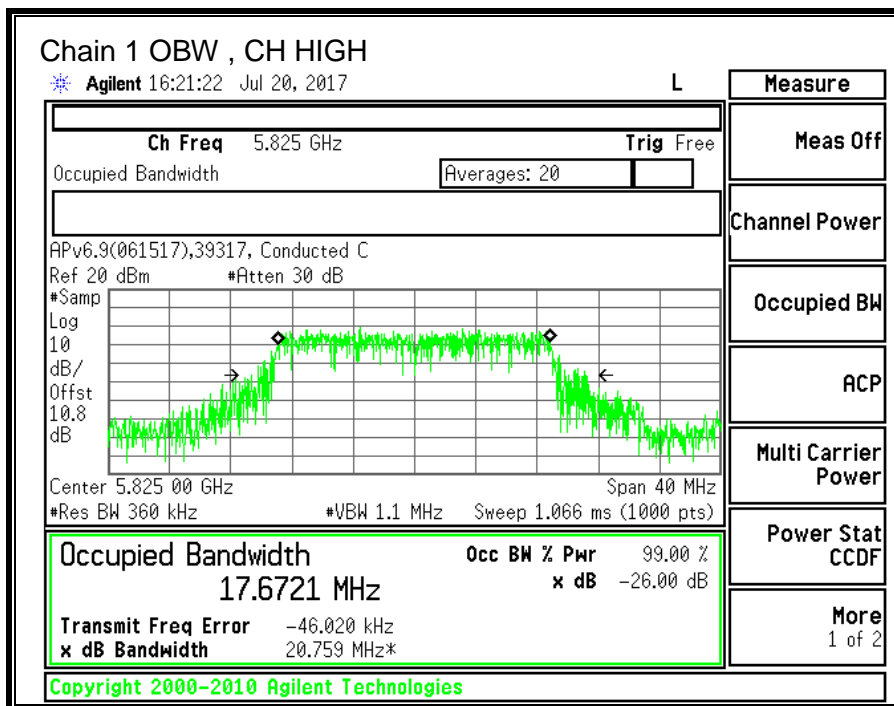 Chain 1 OBW , CH HIGH
Agilent 16:21:22 Jul 20, 2017 L
Measure
Ch Freq 5.825 GHz Trig Free
Occupied Bandwidth Averages: 20
APv6.9(061517),39317, Conducted C
Ref 20 dBm #Atten 30 dB
#Samp
Log
10
dB/
Offst
10.8
dB
Center 5.825 00 GHz Span 40 MHz
#Res BW 360 kHz #VBW 1.1 MHz Sweep 1.066 ms (1000 pts)
Occupied Bandwidth Occ BW % Pwr 99.00 %
17.6721 MHz x dB -26.00 dB
Transmit Freq Error -46.020 kHz
x dB Bandwidth 20.759 MHz*
Copyright 2000-2010 Agilent Technologies
Meas Off
Channel Power
Occupied BW
ACP
Multi Carrier
Power
Power Stat
CCDF
More
1 of 2